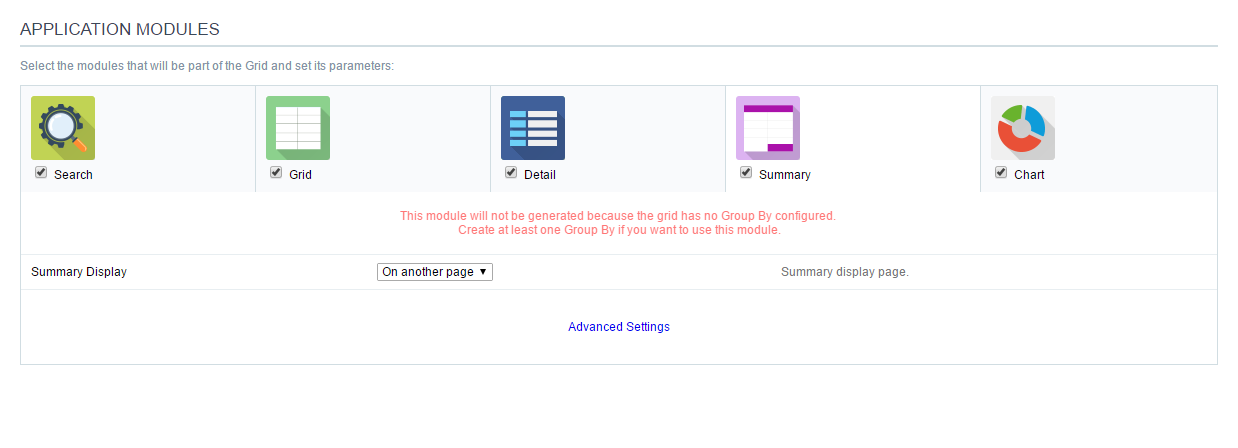 APPLICATION MODULES
Select the modules that will be part of the Grid and set its parameters:
Search
Grid
Detail
Summary
Chart
This module will not be generated because the grid has no Group By configured.
Create at least one Group By if you want to use this module.
Summary Display
On another page
Summary display page.
Advanced Settings